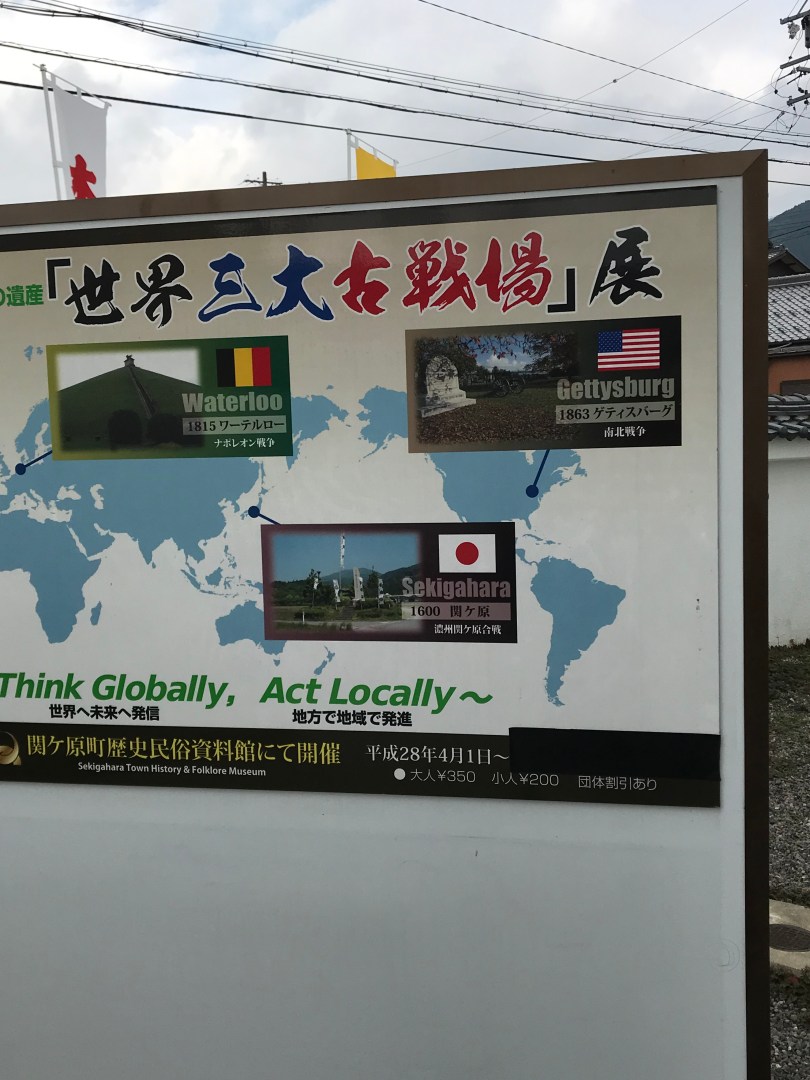 の遺産「世界三大古戦場」展
Waterloo
1815 ワーテルロー
ナポレオン戦争
Gettysburg
1863 ゲティスバーグ
南北戦争
Sekigahara
1600 関ケ原
濃州関ケ原合戦
Think Globally, Act Locally～
世界へ未来へ発信 地方で地域で発進
関ケ原町歴史民俗資料館にて開催 平成28年4月1日～
Sekigahara Town History & Folklore Museum
●大人¥350 小人¥200 団体割引あり